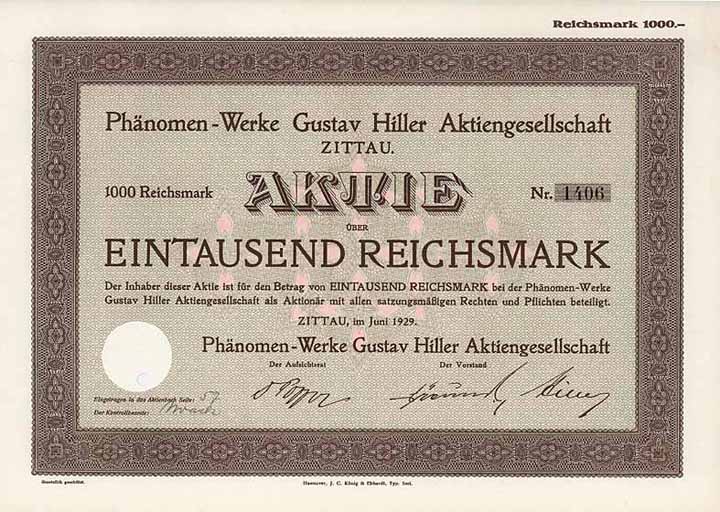 Reichsmark 1000.–
Phänomen-Werke Gustav Hiller Aktiengesellschaft
ZITTAU.
1000 Reichsmark AKTIE Nr. 1406
ÜBER
EINTAUSEND REICHSMARK
Der Inhaber dieser Aktie ist für den Betrag von EINTAUSEND REICHSMARK bei der Phänomen-Werke
Gustav Hiller Aktiengesellschaft als Aktionär mit allen satzungsmäßigen Rechten und Pflichten beteiligt.
ZITTAU, im Juni 1929.
Phänomen-Werke Gustav Hiller Aktiengesellschaft
Der Aufsichtsrat Der Vorstand
Eingetragen in das Aktienbuch Seite: 57
Der Kontrollbeamte:
Gesetzlich geschützt. Hannover, J. C. König & Ebhardt,